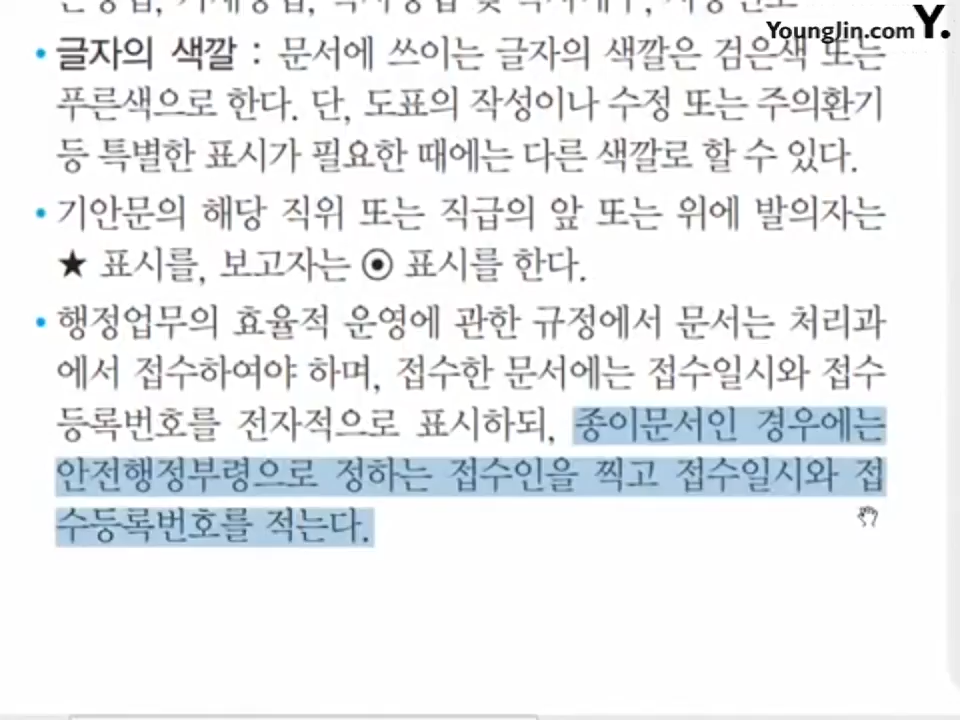 YoungJin.com Y.
• 글자의 색깔 : 문서에 쓰이는 글자의 색깔은 검은색 또는
푸른색으로 한다. 단, 도표의 작성이나 수정 또는 주의환기
등 특별한 표시가 필요한 때에는 다른 색깔로 할 수 있다.
• 기안문의 해당 직위 또는 직급의 앞 또는 위에 발의자는
★ 표시를, 보고자는 ⊙ 표시를 한다.
• 행정업무의 효율적 운영에 관한 규정에서 문서는 처리과
에서 접수하여야 하며, 접수한 문서에는 접수일시와 접수
등록번호를 전자적으로 표시하되, 종이문서인 경우에는
안전행정부령으로 정하는 접수인을 찍고 접수일시와 접
수등록번호를 적는다.